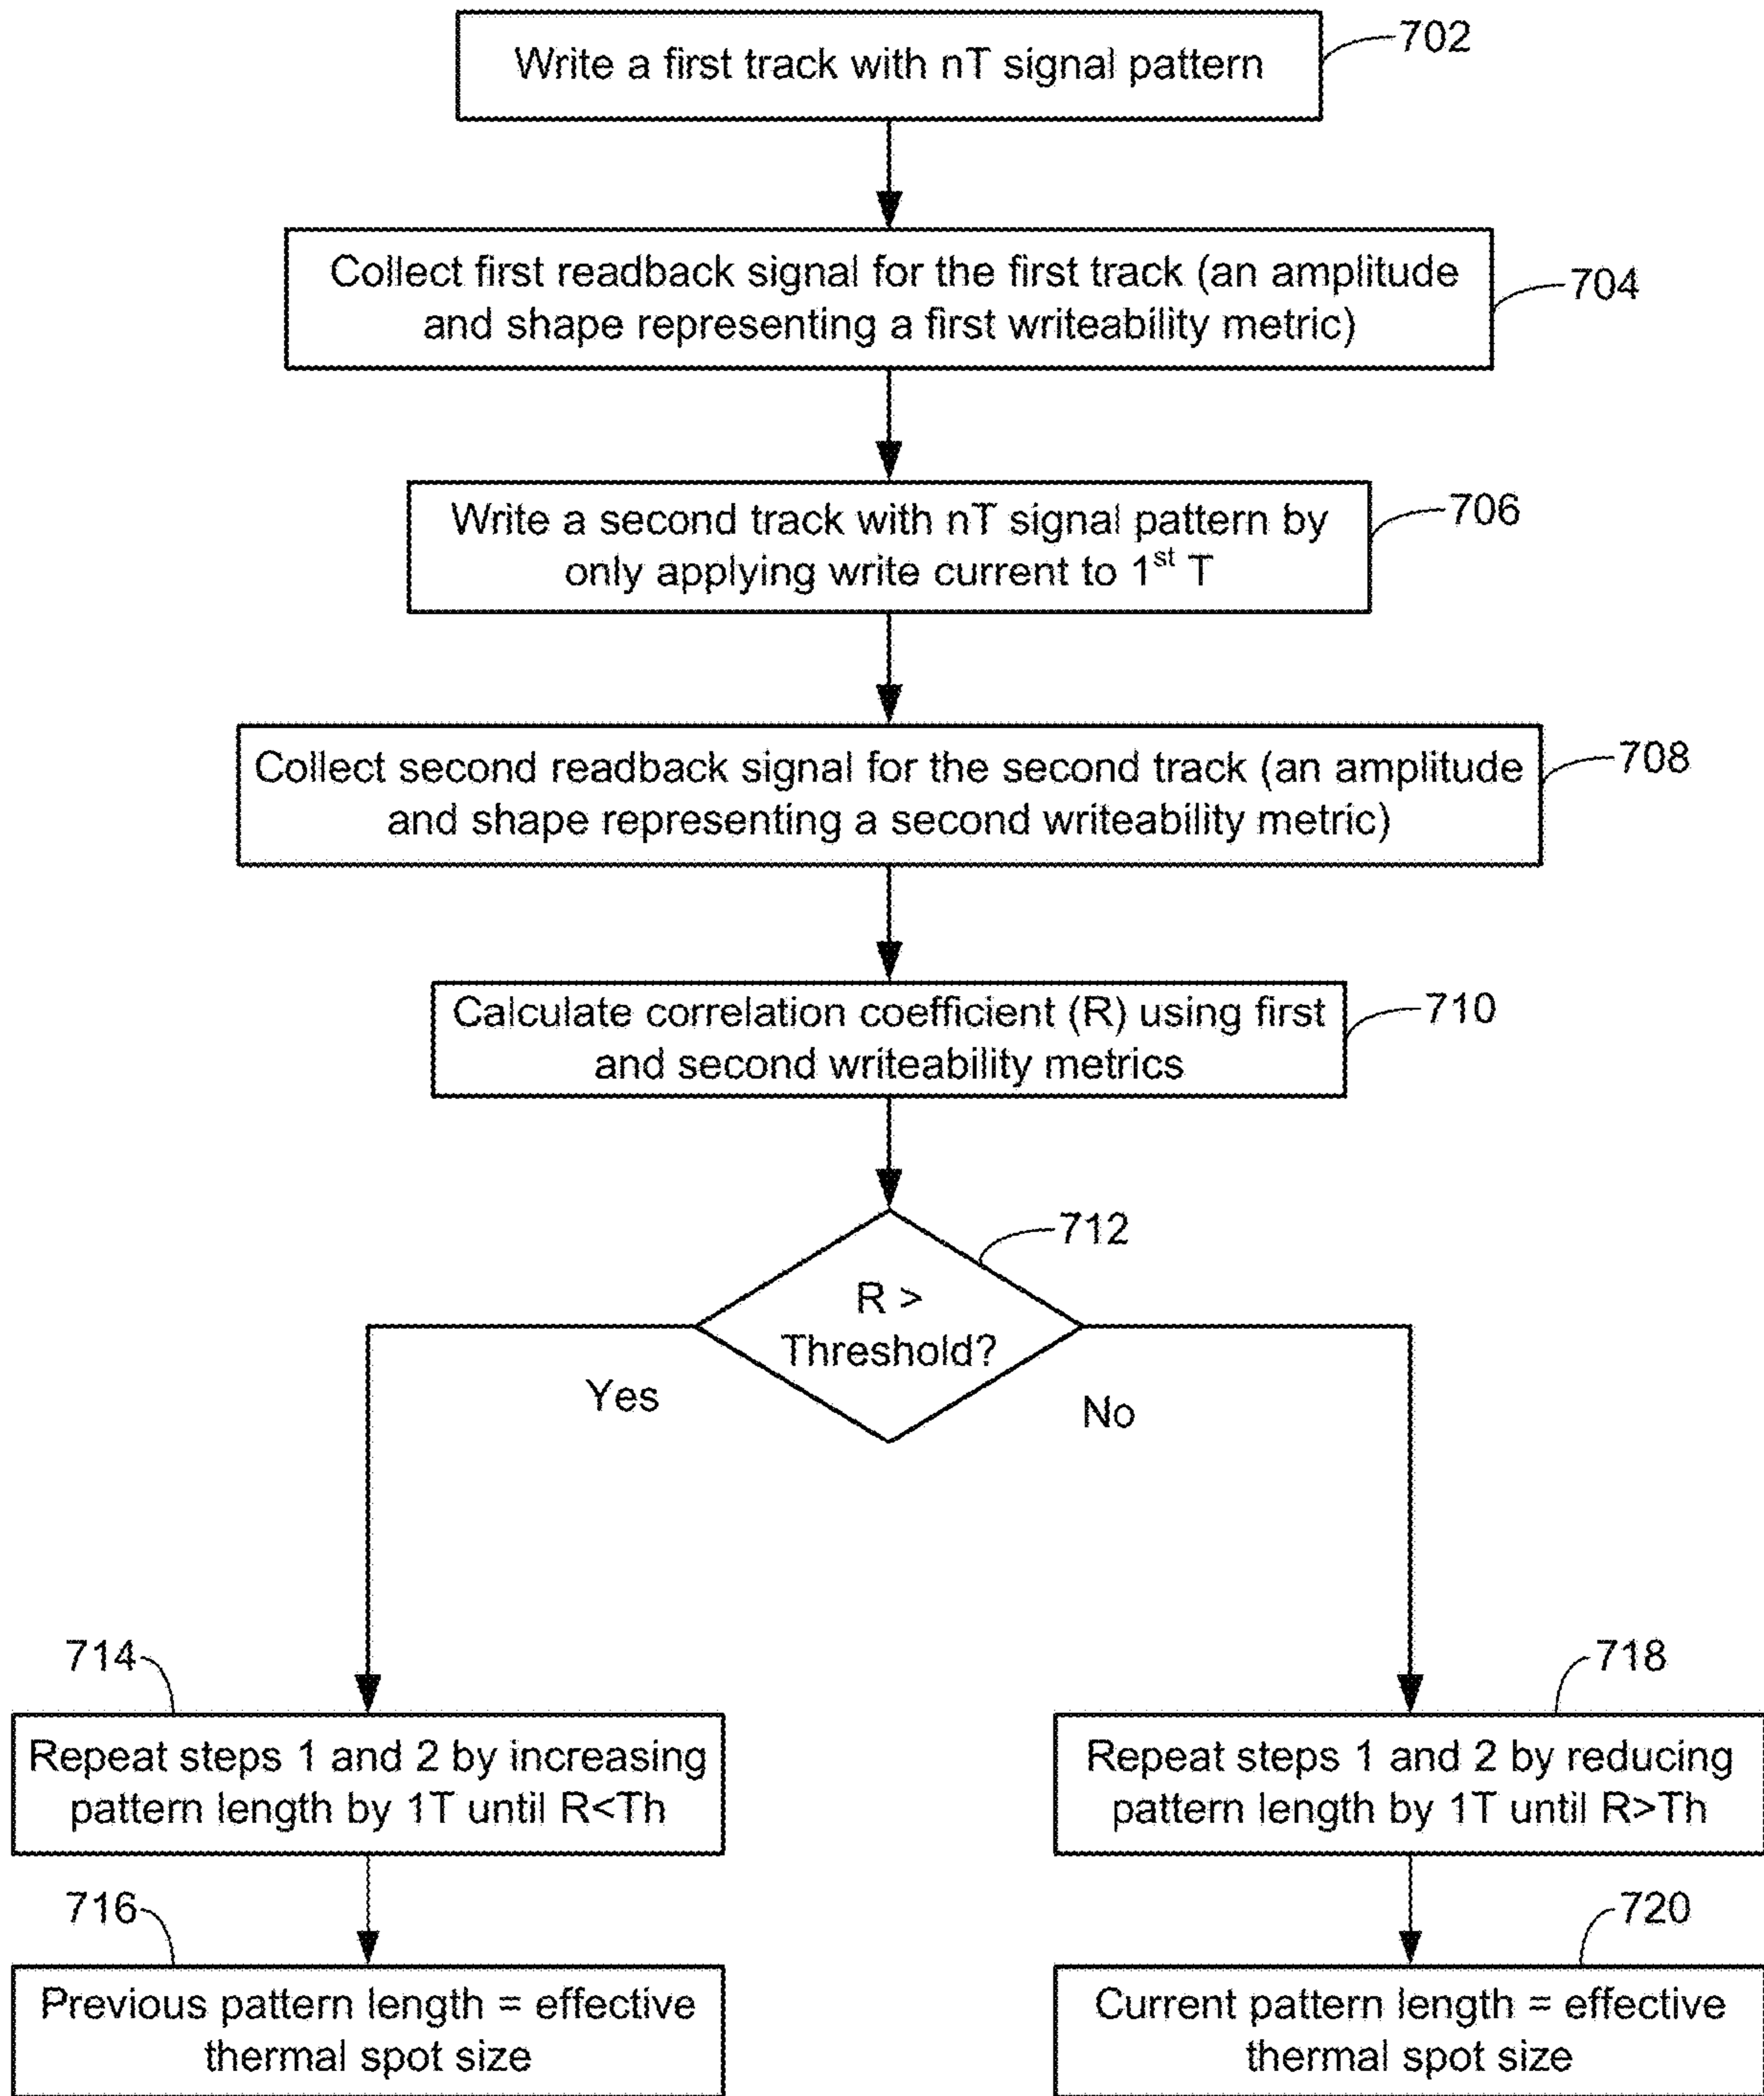 Write a first track with nT signal pattern
702
Collect first readback signal for the first track (an amplitude
and shape representing a first writeability metric)
704
Write a second track with nT signal pattern by
only applying write current to 1st T
706
Collect second readback signal for the second track (an amplitude
and shape representing a second writeability metric)
708
Calculate correlation coefficient (R) using first
and second writeability metrics
710
712
R >
Threshold?
Yes
No
714
Repeat steps 1 and 2 by increasing
pattern length by 1T until R<Th
718
Repeat steps 1 and 2 by reducing
pattern length by 1T until R>Th
716
Previous pattern length = effective
thermal spot size
720
Current pattern length = effective
thermal spot size